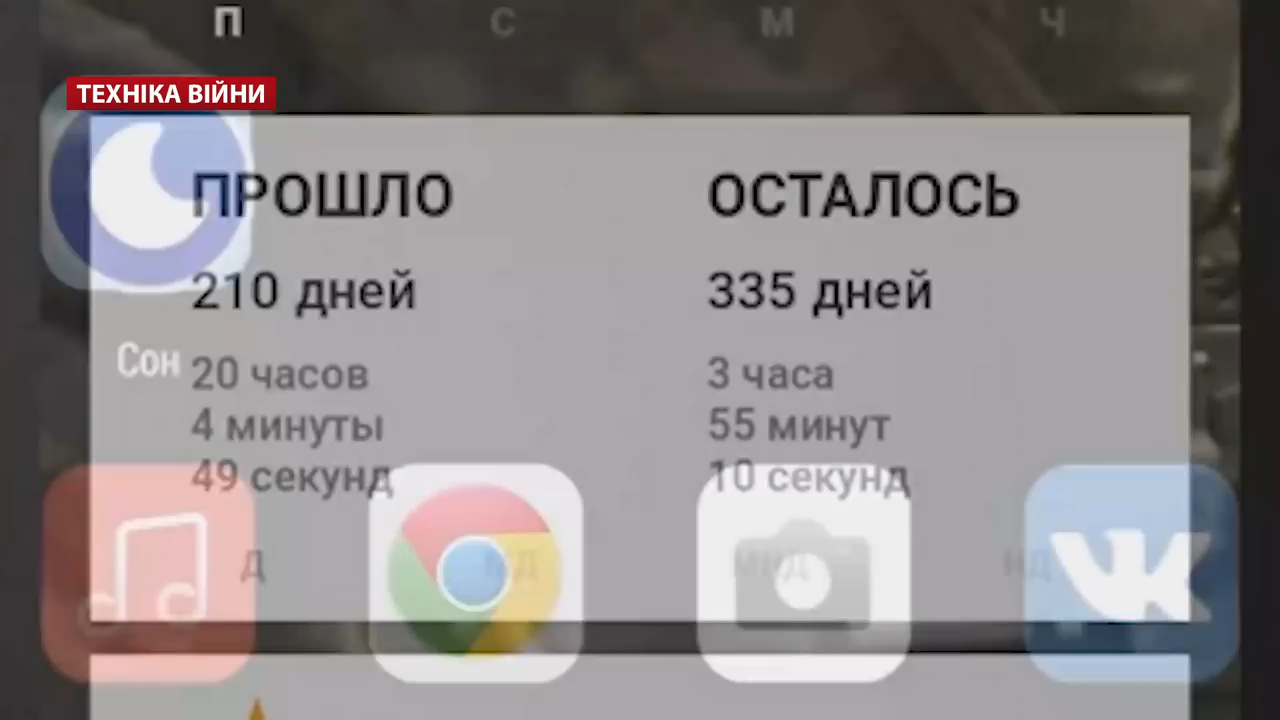 П С М Ч
ТЕХНІКА ВІЙНИ
ПРОШЛО ОСТАЛОСЬ
210 дней 335 дней
Сон 20 часов 3 часа
4 минуты 55 минут
49 секунд 10 секунд
Д НД